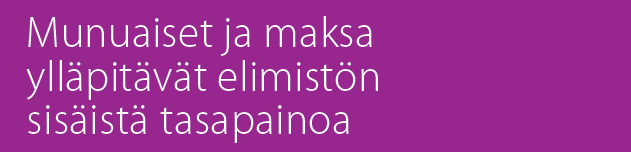 Munuaiset ja maksa
ylläpitävät elimistön
sisäistä tasapainoa